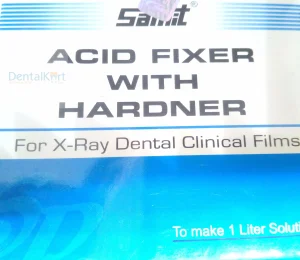 Samit
DentalKart
ACID FIXER
WITH
HARDNER
For X-Ray Dental Clinical Films
To make 1 Liter Soluti